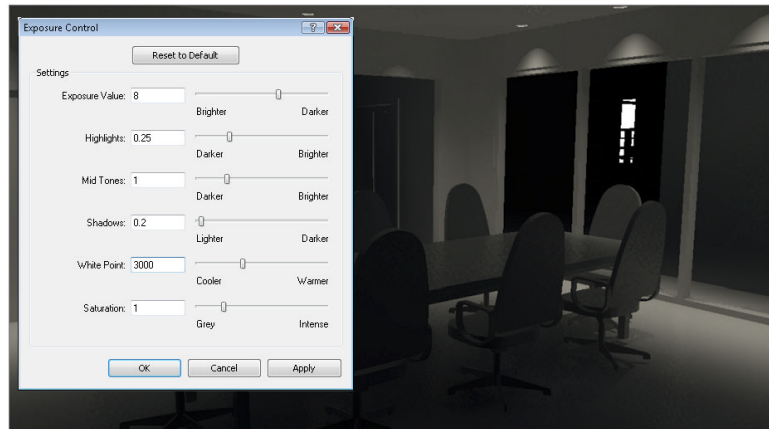 Exposure Control
Reset to Default
Settings
Exposure Value: 8
Brighter Darker
Highlights: 0.25
Darker Brighter
Mid Tones: 1
Darker Brighter
Shadows: 0.2
Lighter Darker
White Point: 3000
Cooler Warmer
Saturation: 1
Grey Intense
OK Cancel Apply